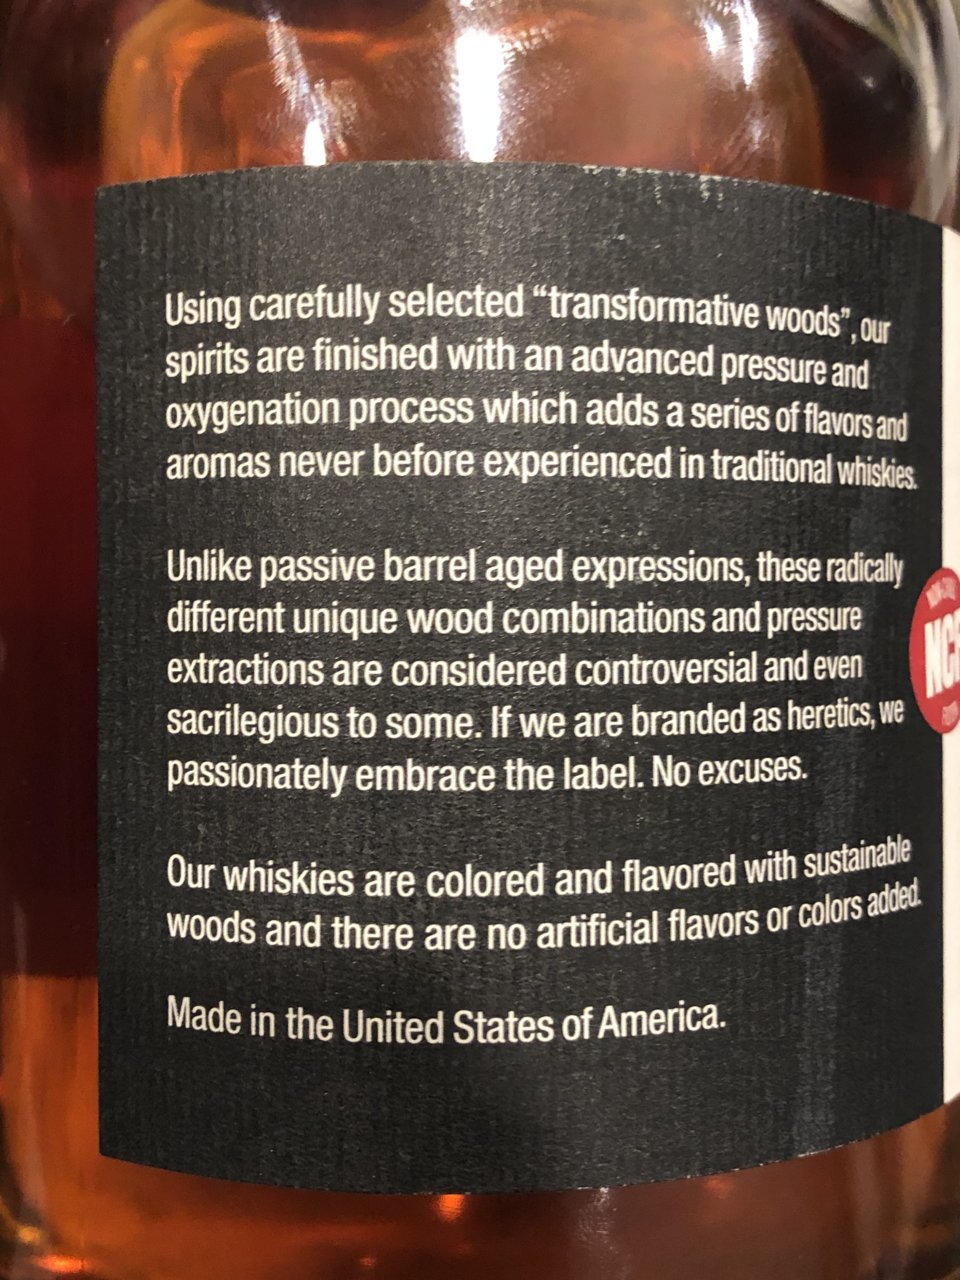 Using carefully selected “transformative woods”, our
spirits are finished with an advanced pressure and
oxygenation process which adds a series of flavors and
aromas never before experienced in traditional whiskies.
Unlike passive barrel aged expressions, these radically
different unique wood combinations and pressure
extractions are considered controversial and even
sacrilegious to some. If we are branded as heretics, we
passionately embrace the label. No excuses.
Our whiskies are colored and flavored with sustainable
woods and there are no artificial flavors or colors added.
Made in the United States of America.